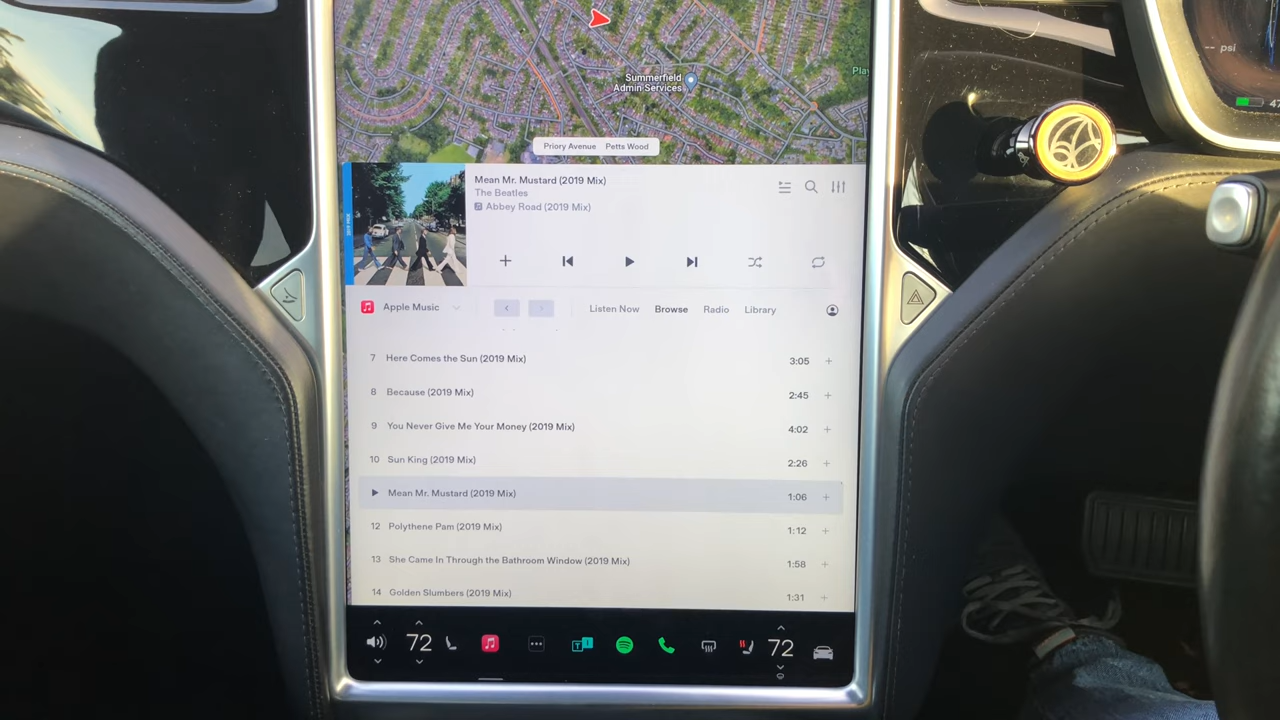 Summerfield
Admin Services
Play
-- psi
47
Priory Avenue Petts Wood
Mean Mr. Mustard (2019 Mix)
The Beatles
Abbey Road (2019 Mix)
Apple Music
Listen Now Browse Radio Library
7 Here Comes the Sun (2019 Mix) 3:05 +
8 Because (2019 Mix) 2:45 +
9 You Never Give Me Your Money (2019 Mix) 4:02 +
10 Sun King (2019 Mix) 2:26 +
Mean Mr. Mustard (2019 Mix) 1:06 +
12 Polythene Pam (2019 Mix) 1:12 +
13 She Came In Through the Bathroom Window (2019 Mix) 1:58 +
14 Golden Slumbers (2019 Mix) 1:31 +
72 T 72